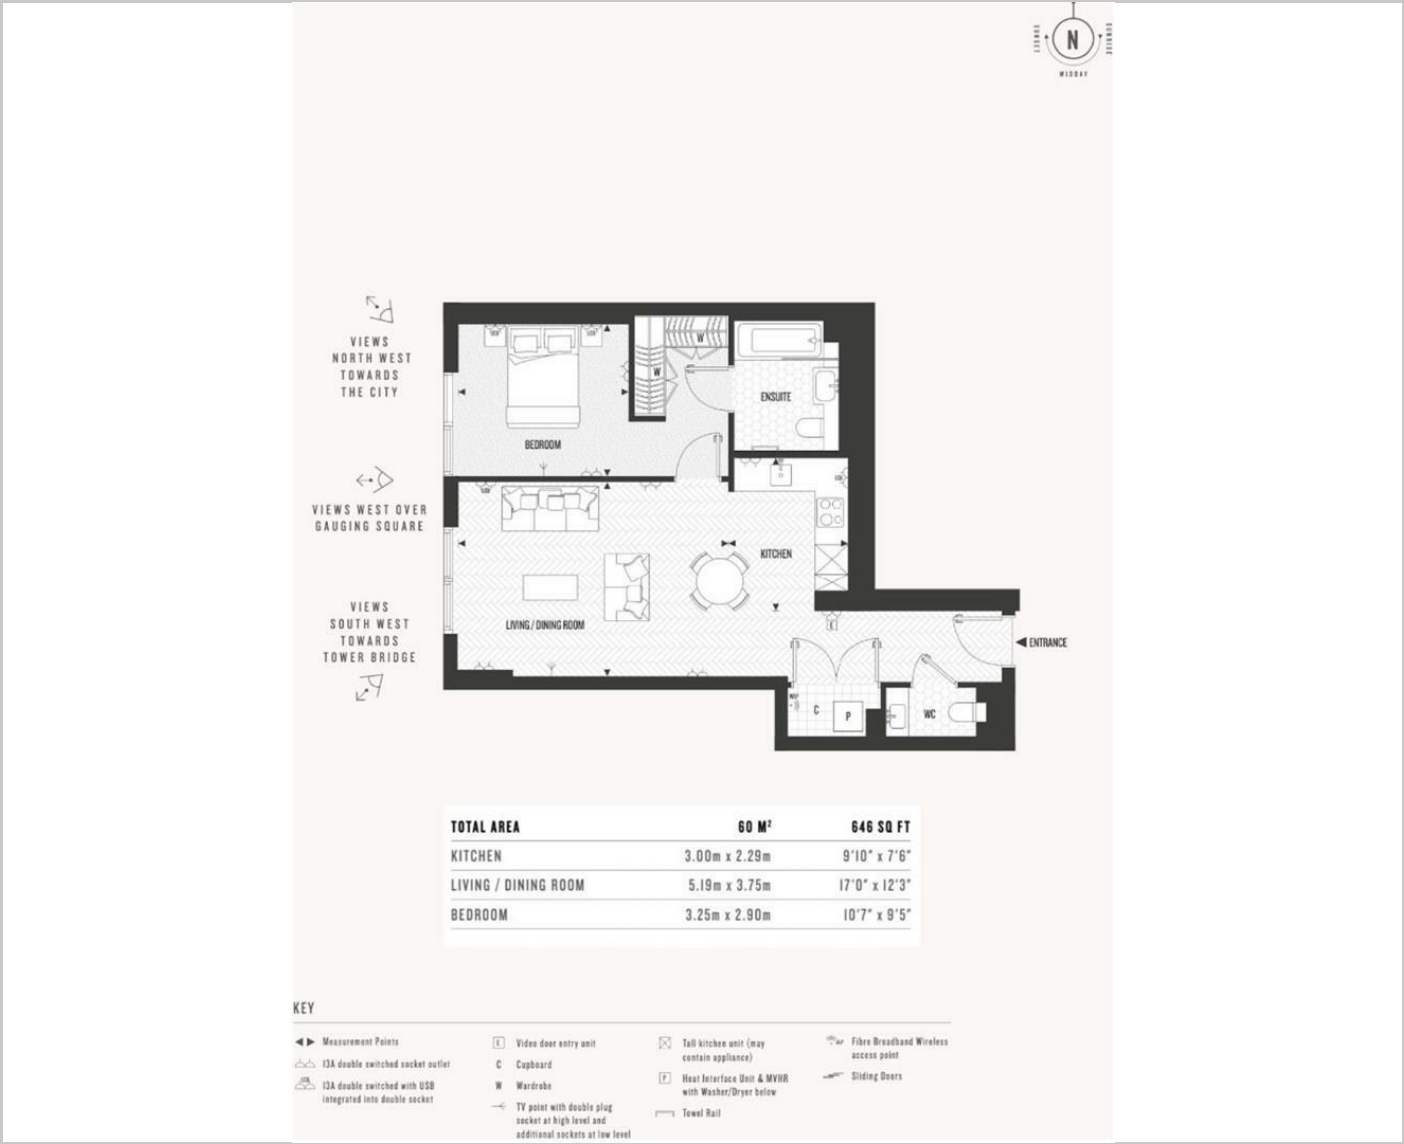 SUNSET
N
SUNRISE
MIDDAY
VIEWS
NORTH WEST
TOWARDS
THE CITY
VIEWS WEST OVER
GAUGING SQUARE
VIEWS
SOUTH WEST
TOWARDS
TOWER BRIDGE
W
W
ENSUITE
BEDROOM
KITCHEN
LIVING / DINING ROOM
E
ENTRANCE
C
P
WC
TOTAL AREA 60 M² 646 SQ FT
KITCHEN 3.00m x 2.29m 9'10" x 7'6"
LIVING / DINING ROOM 5.19m x 3.75m 17'0" x 12'3"
BEDROOM 3.25m x 2.90m 10'7" x 9'5"
KEY
Measurement Points
13A double switched socket outlet
13A double switched with USB
integrated into double socket
E Video door entry unit
C Cupboard
W Wardrobe
TV point with double plug
socket at high level and
additional sockets at low level
Tall kitchen unit (may
contain appliance)
P Heat Interface Unit & MVHR
with Washer/Dryer below
Towel Rail
Fibre Broadband Wireless
access point
Sliding Doors